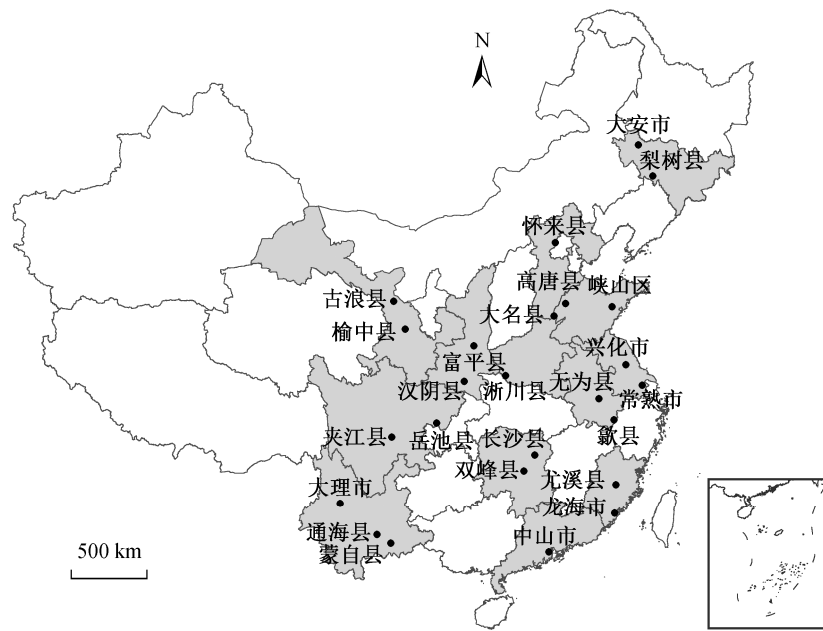 N
大安市
梨树县
怀来县
高唐县
峡山区
古浪县
大名县
榆中县
兴化市
富平县
汉阴县
淅川县
无为县
常熟市
夹江县
岳池县
长沙县
歙县
双峰县
尤溪县
大理市
龙海市
通海县
中山市
蒙自县
500 km